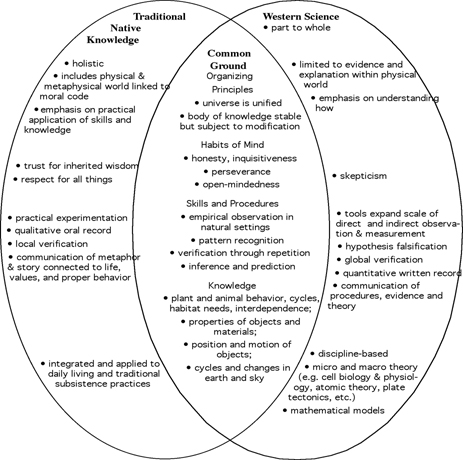 Traditional
Native
Knowledge
• holistic
• includes physical &
metaphysical world linked to
moral code
• emphasis on practical
application of skills and
knowledge
• trust for inherited wisdom
• respect for all things
• practical experimentation
• qualitative oral record
• local verification
• communication of metaphor
& story connected to life,
values, and proper behavior
• integrated and applied to
daily living and traditional
subsistence practices
Common
Ground
Organizing
Principles
• universe is unified
• body of knowledge stable
but subject to modification
Habits of Mind
• honesty, inquisitiveness
• perseverance
• open-mindedness
Skills and Procedures
• empirical observation in
natural settings
• pattern recognition
• verification through repetition
• inference and prediction
Knowledge
• plant and animal behavior, cycles,
habitat needs, interdependence;
• properties of objects and
materials;
• position and motion of
objects;
• cycles and changes in
earth and sky
Western Science
• part to whole
• limited to evidence and
explanation within physical
world
• emphasis on understanding
how
• skepticism
• tools expand scale of
direct and indirect observa-
tion & measurement
• hypothesis falsification
• global verification
• quantitative written record
• communication of
procedures, evidence and
theory
• discipline-based
• micro and macro theory
(e.g. cell biology & physiol-
ogy, atomic theory, plate
tectonics, etc.)
• mathematical models